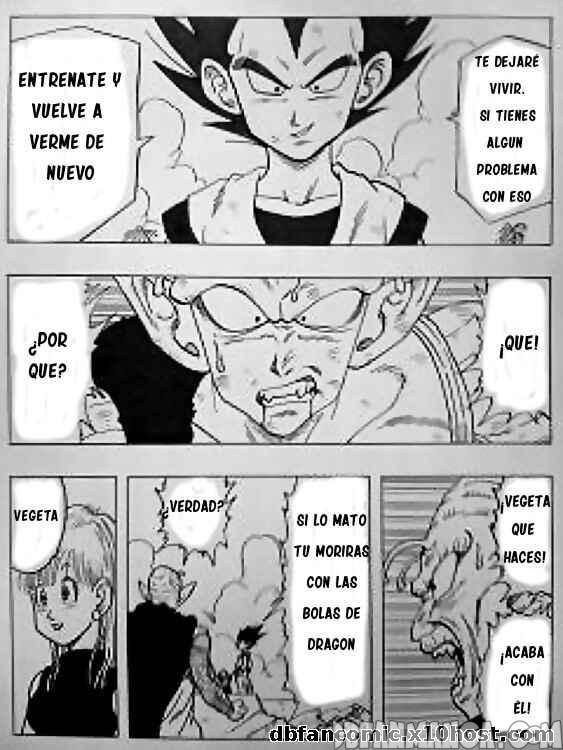 TE DEJARÉ
VIVIR.
SI TIENES
ALGUN
PROBLEMA
CON ESO
ENTRENATE Y
VUELVE A
VERME DE
NUEVO
¡QUE!
¿POR
QUE?
¡VEGETA
QUE
HACES!
¡ACABA
CON
ÉL!
SI LO MATO
TU MORIRAS
CON LAS
BOLAS DE
DRAGON
¿VERDAD?
VEGETA
dbfancomic.x10host.com